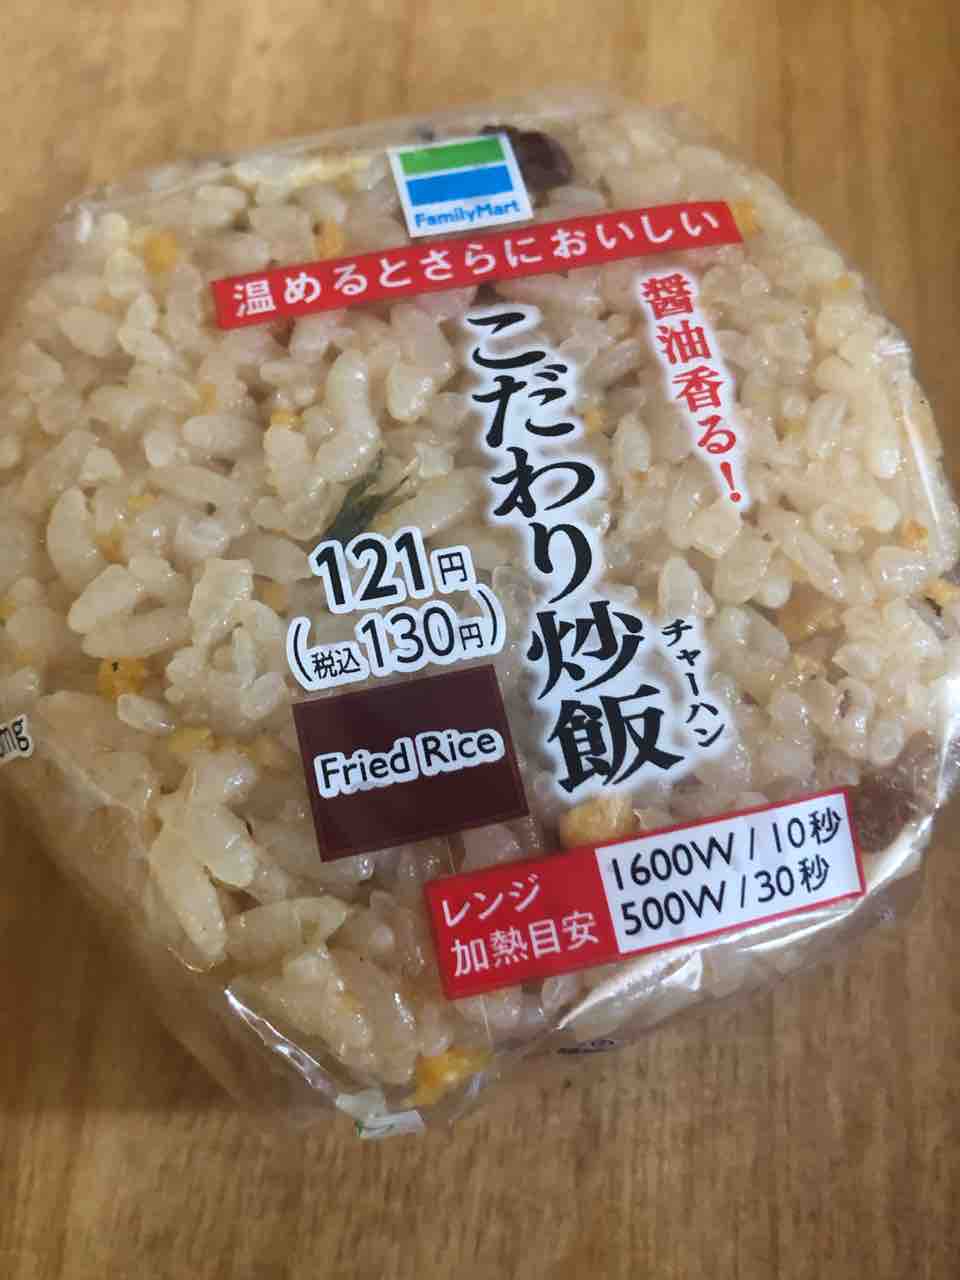 FamilyMart
温めるとさらにおいしい
醤油香る！
こだわり炒飯
チャーハン
121円
(税込130円)
Fried Rice
レンジ
加熱目安
1600W / 10秒
500W / 30秒
mg